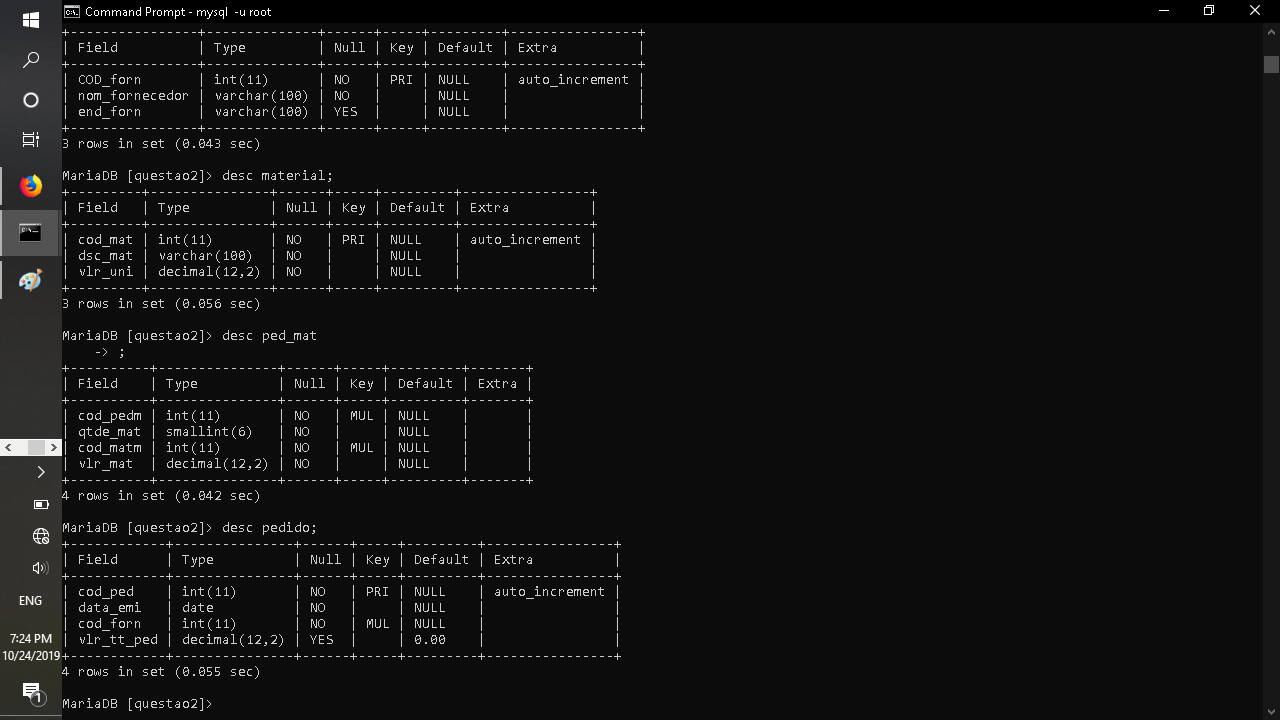 Command Prompt - mysql  -u root
+-----------------+--------------+------+-----+---------+----------------+
| Field           | Type         | Null | Key | Default | Extra          |
+-----------------+--------------+------+-----+---------+----------------+
| COD_forn        | int(11)      | NO   | PRI | NULL    | auto_increment |
| nom_fornecedor  | varchar(100) | NO   |     | NULL    |                |
| end_forn        | varchar(100) | YES  |     | NULL    |                |
+-----------------+--------------+------+-----+---------+----------------+
3 rows in set (0.043 sec)
MariaDB [questao2]> desc material;
+---------+---------------+------+-----+---------+----------------+
| Field   | Type          | Null | Key | Default | Extra          |
+---------+---------------+------+-----+---------+----------------+
| cod_mat | int(11)       | NO   | PRI | NULL    | auto_increment |
| dsc_mat | varchar(100)  | NO   |     | NULL    |                |
| vlr_uni | decimal(12,2) | NO   |     | NULL    |                |
+---------+---------------+------+-----+---------+----------------+
3 rows in set (0.056 sec)
MariaDB [questao2]> desc ped_mat
    -> ;
+----------+---------------+------+-----+---------+-------+
| Field    | Type          | Null | Key | Default | Extra |
+----------+---------------+------+-----+---------+-------+
| cod_pedm | int(11)       | NO   | MUL | NULL    |       |
| qtde_mat | smallint(6)   | NO   |     | NULL    |       |
| cod_matm | int(11)       | NO   | MUL | NULL    |       |
| vlr_mat  | decimal(12,2) | NO   |     | NULL    |       |
+----------+---------------+------+-----+---------+-------+
4 rows in set (0.042 sec)
MariaDB [questao2]> desc pedido;
+------------+---------------+------+-----+---------+----------------+
| Field      | Type          | Null | Key | Default | Extra          |
+------------+---------------+------+-----+---------+----------------+
| cod_ped    | int(11)       | NO   | PRI | NULL    | auto_increment |
| data_emi   | date          | NO   |     | NULL    |                |
| cod_forn   | int(11)       | NO   | MUL | NULL    |                |
| vlr_tt_ped | decimal(12,2) | YES  |     | 0.00    |                |
+------------+---------------+------+-----+---------+----------------+
4 rows in set (0.055 sec)
MariaDB [questao2]>
ENG
7:24 PM
10/24/2019
1